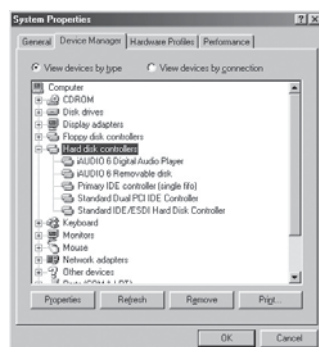 System Properties
General Device Manager Hardware Profiles Performance
View devices by type View devices by connection
Computer
CDROM
Disk drives
Display adapters
Floppy disk controllers
Hard disk controllers
iAUDIO 6 Digital Audio Player
iAUDIO 6 Removable disk
Primary IDE controller (single fifo)
Standard Dual PCI IDE Controller
Standard IDE/ESDI Hard Disk Controller
Keyboard
Monitors
Mouse
Network adapters
Other devices
Ports (COM & LPT)
Properties Refresh Remove Print...
OK Cancel